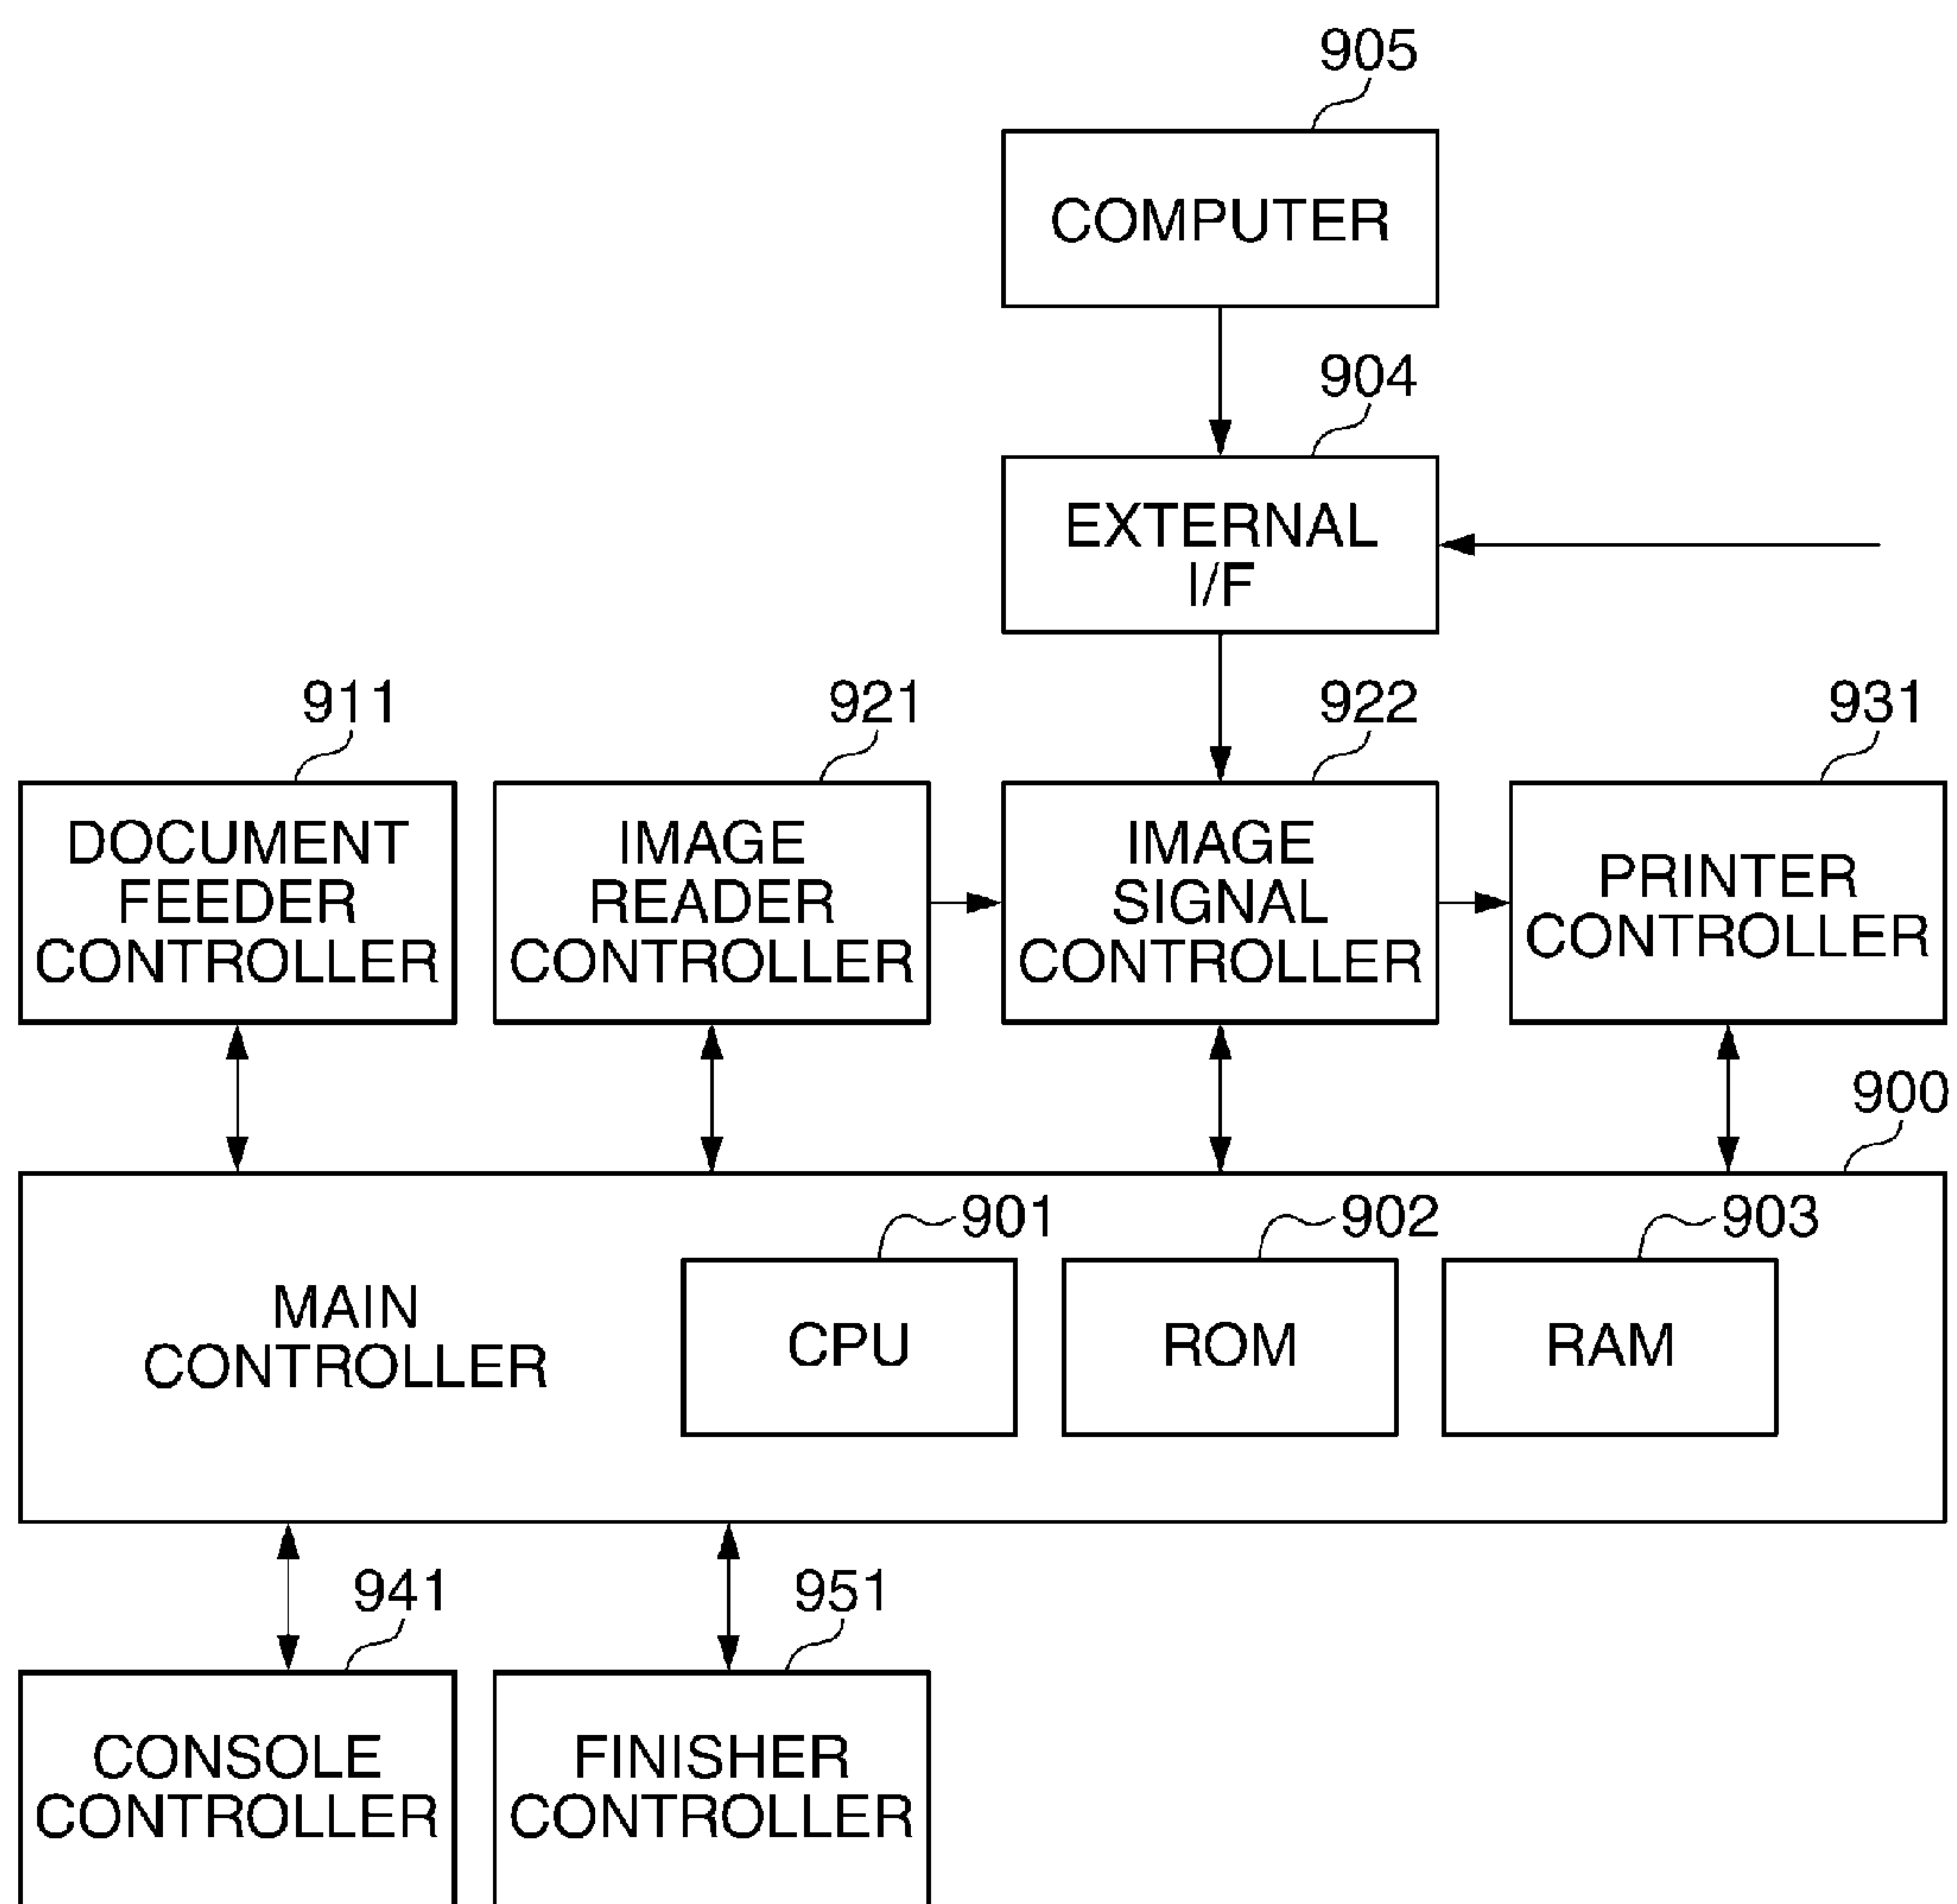 905
COMPUTER
904
EXTERNAL
I/F
911
921
922
931
DOCUMENT
FEEDER
CONTROLLER
IMAGE
READER
CONTROLLER
IMAGE
SIGNAL
CONTROLLER
PRINTER
CONTROLLER
900
901
902
903
MAIN
CONTROLLER
CPU
ROM
RAM
941
951
CONSOLE
CONTROLLER
FINISHER
CONTROLLER